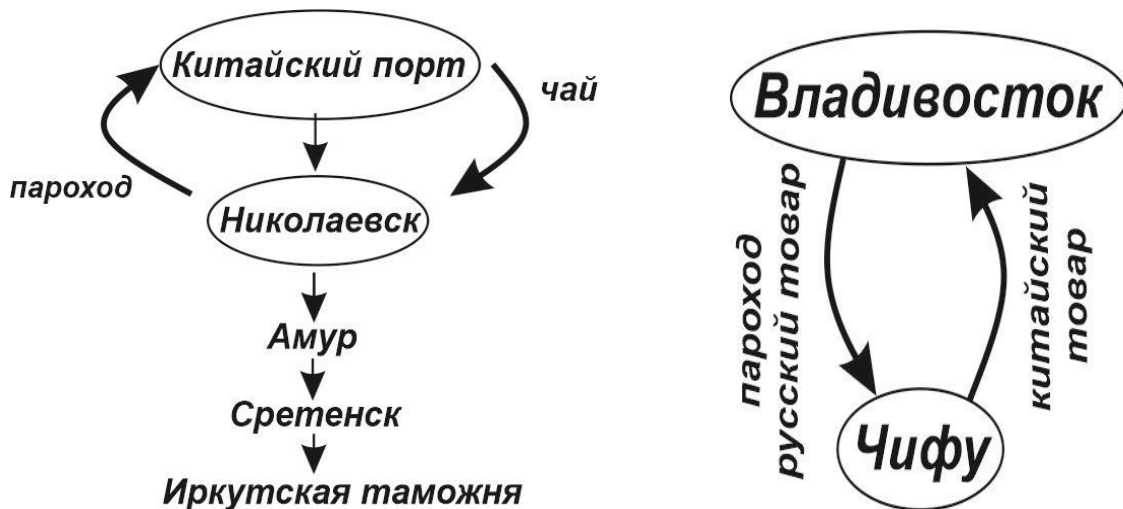 Китайский порт
чай
пароход
Николаевск
Амур
Сретенск
Иркутская таможня
Владивосток
пароход
русский товар
китайский
товар
Чифу